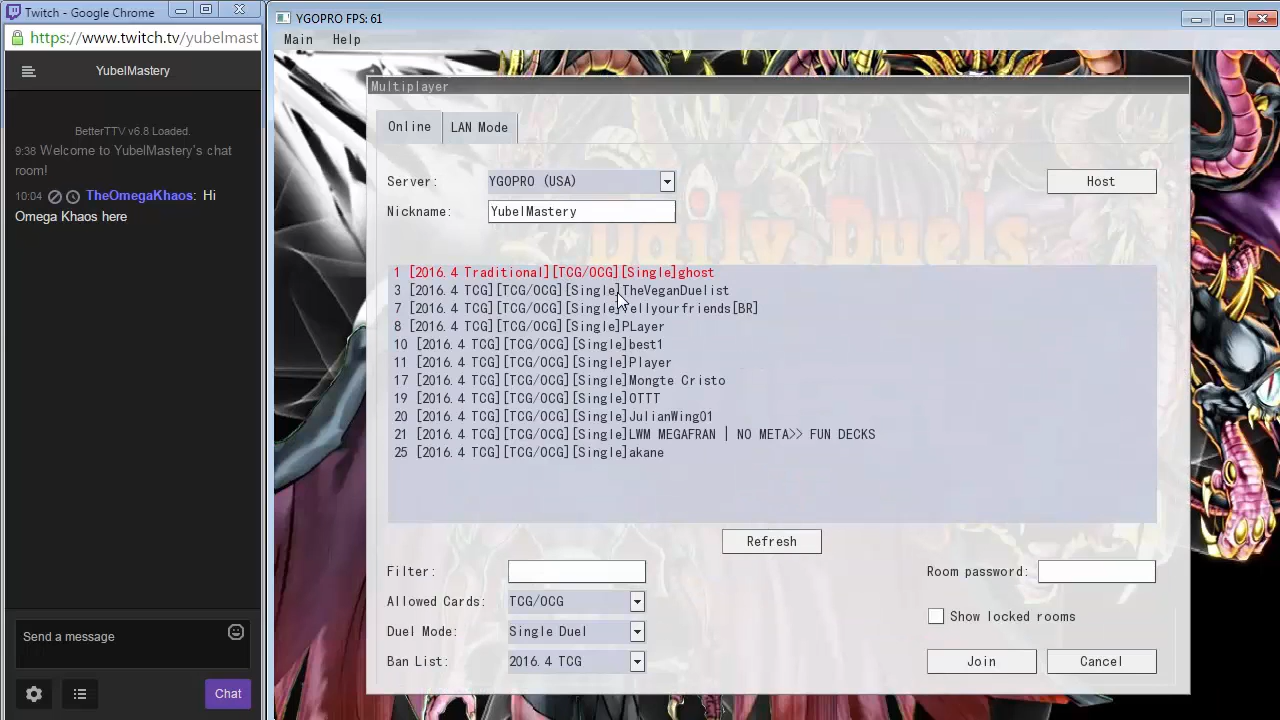 Twitch - Google Chrome
https://www.twitch.tv/yubelmast
YubelMastery
BetterTTV v6.8 Loaded.
9:38 Welcome to YubelMastery's chat
room!
10:04 TheOmegaKhaos: Hi
Omega Khaos here
Send a message
Chat
YGOPRO FPS: 61
Main Help
Multiplayer
Online LAN Mode
Server: YGOPRO (USA) Host
Nickname: YubelMastery
Daily Duels
1 [2016.4 Traditional][TCG/OCG][Single]ghost
3 [2016.4 TCG][TCG/OCG][Single]TheVeganDuelist
7 [2016.4 TCG][TCG/OCG][Single]Yellyourfriends[BR]
8 [2016.4 TCG][TCG/OCG][Single]PLayer
10 [2016.4 TCG][TCG/OCG][Single]best1
11 [2016.4 TCG][TCG/OCG][Single]Player
17 [2016.4 TCG][TCG/OCG][Single]Mongte Cristo
19 [2016.4 TCG][TCG/OCG][Single]OTTT
20 [2016.4 TCG][TCG/OCG][Single]JulianWing01
21 [2016.4 TCG][TCG/OCG][Single]LWM MEGAFRAN | NO META>> FUN DECKS
25 [2016.4 TCG][TCG/OCG][Single]akane
Refresh
Filter: Room password:
Allowed Cards: TCG/OCG Show locked rooms
Duel Mode: Single Duel
Ban List: 2016.4 TCG Join Cancel